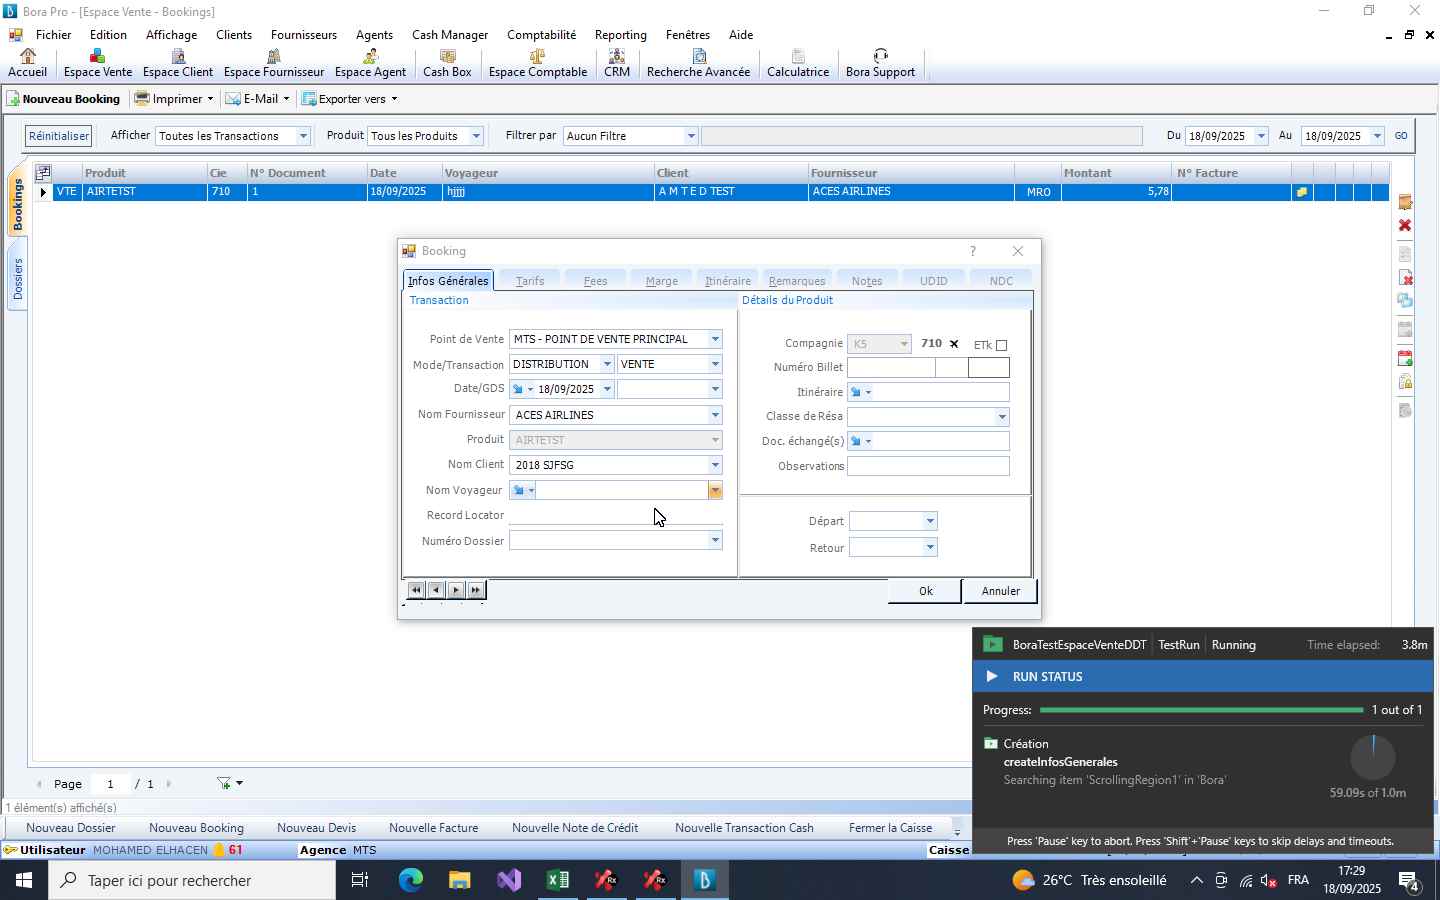 Bora Pro - [Espace Vente - Bookings]
Fichier Edition Affichage Clients Fournisseurs Agents Cash Manager Comptabilité Reporting Fenêtres Aide
Accueil Espace Vente Espace Client Espace Fournisseur Espace Agent Cash Box Espace Comptable CRM Recherche Avancée Calculatrice Bora Support
Nouveau Booking Imprimer E-Mail Exporter vers
Réinitialiser Afficher Toutes les Transactions Produit Tous les Produits Filtrer par Aucun Filtre Du 18/09/2025 Au 18/09/2025 GO
Bookings
Dossiers
Produit Cie N° Document Date Voyageur Client Fournisseur Montant N° Facture
VTE AIRTETST 710 1 18/09/2025 hjjjj A M T E D TEST ACES AIRLINES MRO 5,78
Booking ?
Infos Générales Tarifs Fees Marge Itinéraire Remarques Notes UDID NDC
Transaction
Point de Vente MTS - POINT DE VENTE PRINCIPAL
Mode/Transaction DISTRIBUTION VENTE
Date/GDS 18/09/2025
Nom Fournisseur ACES AIRLINES
Produit AIRTETST
Nom Client 2018 SJFSG
Nom Voyageur
Record Locator
Numéro Dossier
Détails du Produit
Compagnie K5 710 ETk
Numéro Billet
Itinéraire
Classe de Résa
Doc. échangé(s)
Observations
Départ
Retour
Ok Annuler
BoraTestEspaceVenteDDT TestRun Running Time elapsed: 3.8m
RUN STATUS
Progress: 1 out of 1
Création
createInfosGenerales
Searching item 'ScrollingRegion1' in 'Bora'
59.09s of 1.0m
Press 'Pause' key to abort. Press 'Shift'+'Pause' keys to skip delays and timeouts.
Page 1 / 1
1 élément(s) affiché(s)
Nouveau Dossier Nouveau Booking Nouveau Devis Nouvelle Facture Nouvelle Note de Crédit Nouvelle Transaction Cash Fermer la Caisse
Utilisateur MOHAMED ELHACEN 61 Agence MTS Caisse
Taper ici pour rechercher
26°C Très ensoleillé FRA
17:29
18/09/2025
4